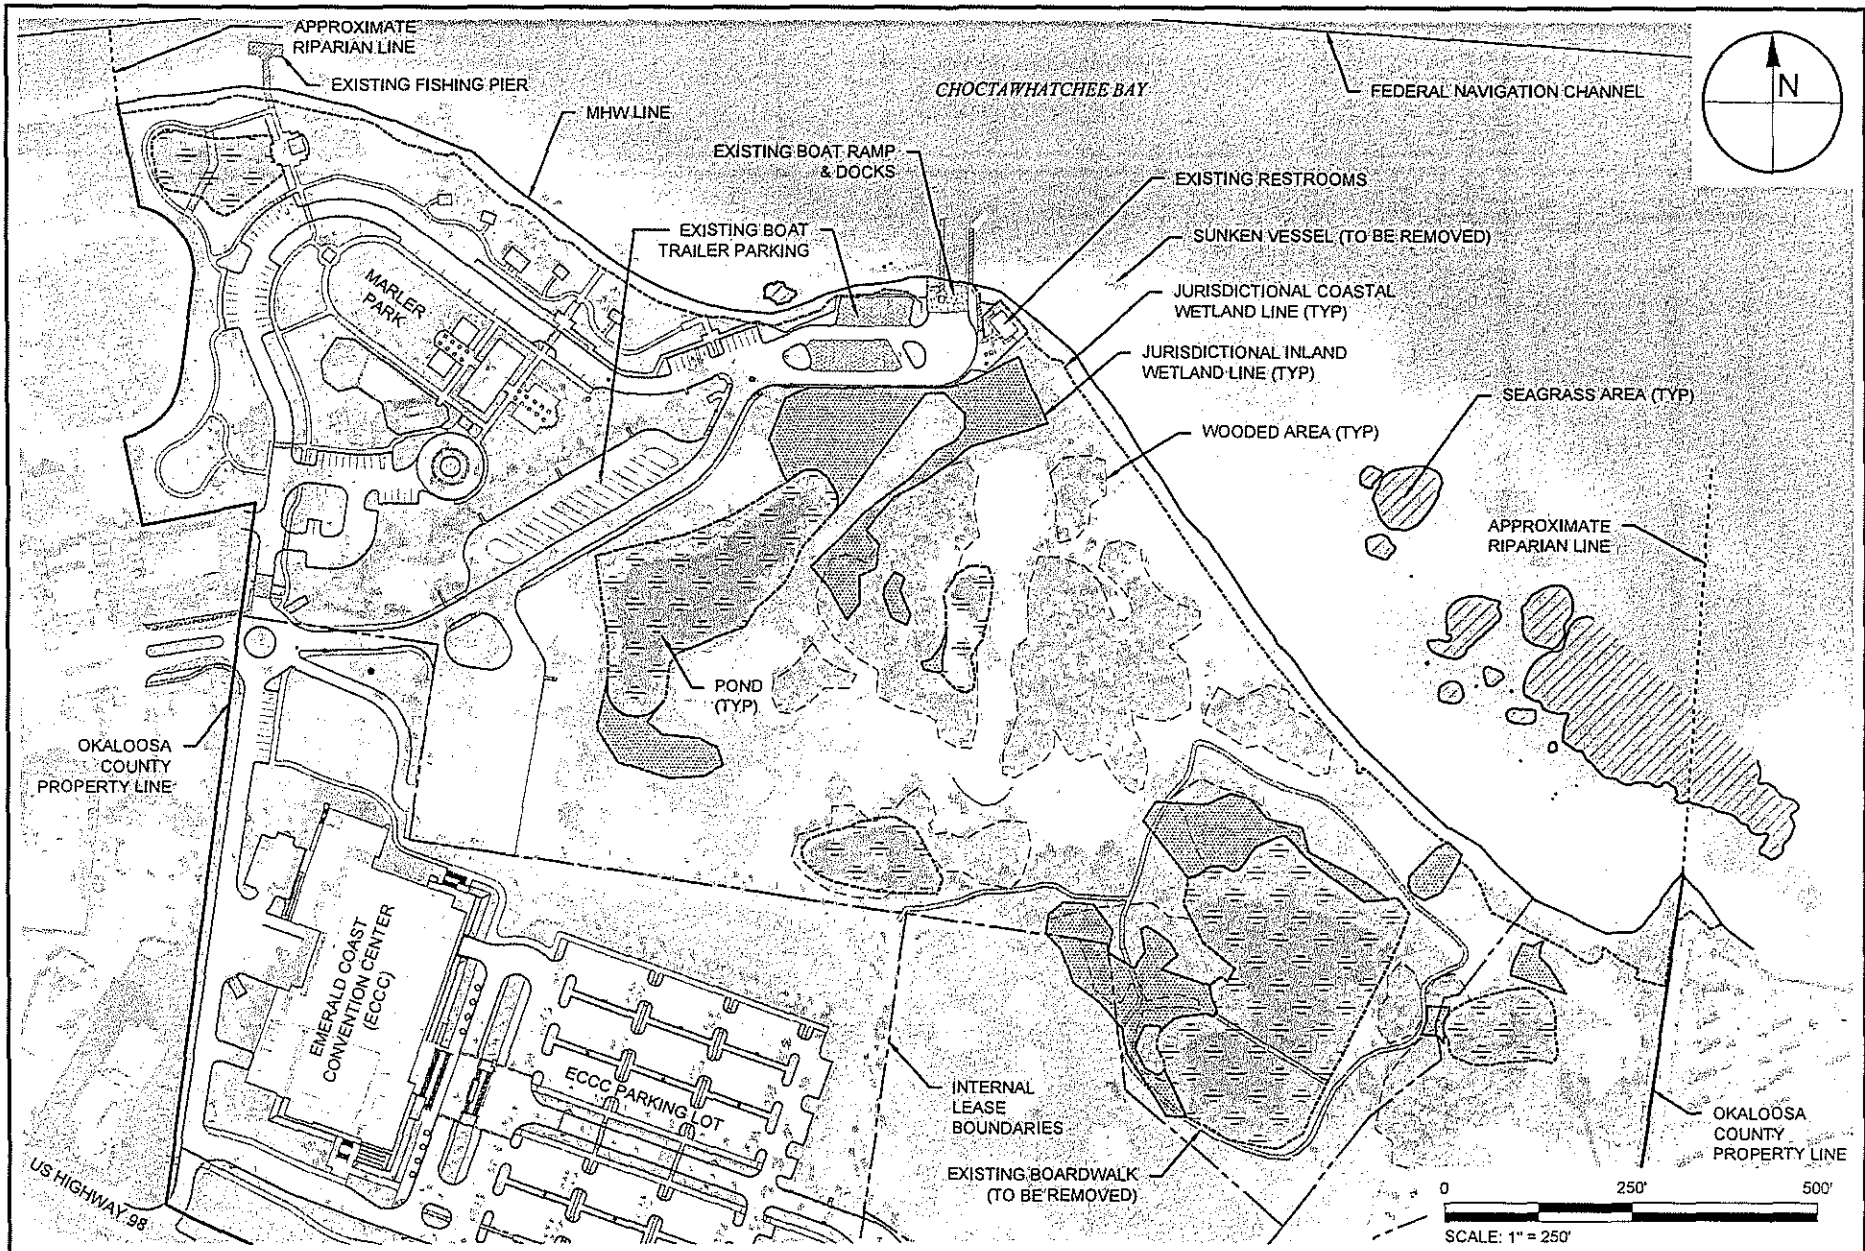 APPROXIMATE
RIPARIAN LINE
EXISTING FISHING PIER
MHW LINE
CHOCTAWHATCHEE BAY
FEDERAL NAVIGATION CHANNEL
N
EXISTING BOAT RAMP
& DOCKS
EXISTING RESTROOMS
EXISTING BOAT
TRAILER PARKING
SUNKEN VESSEL (TO BE REMOVED)
MARLER
PARK
JURISDICTIONAL COASTAL
WETLAND LINE (TYP)
JURISDICTIONAL INLAND
WETLAND LINE (TYP)
SEAGRASS AREA (TYP)
WOODED AREA (TYP)
APPROXIMATE
RIPARIAN LINE
POND
(TYP)
OKALOOSA
COUNTY
PROPERTY LINE
EMERALD COAST
CONVENTION CENTER
(ECCC)
ECCC PARKING LOT
INTERNAL
LEASE
BOUNDARIES
OKALOOSA
COUNTY
PROPERTY LINE
EXISTING BOARDWALK
(TO BE REMOVED)
US HIGHWAY 98
0 250' 500'
SCALE: 1" = 250'